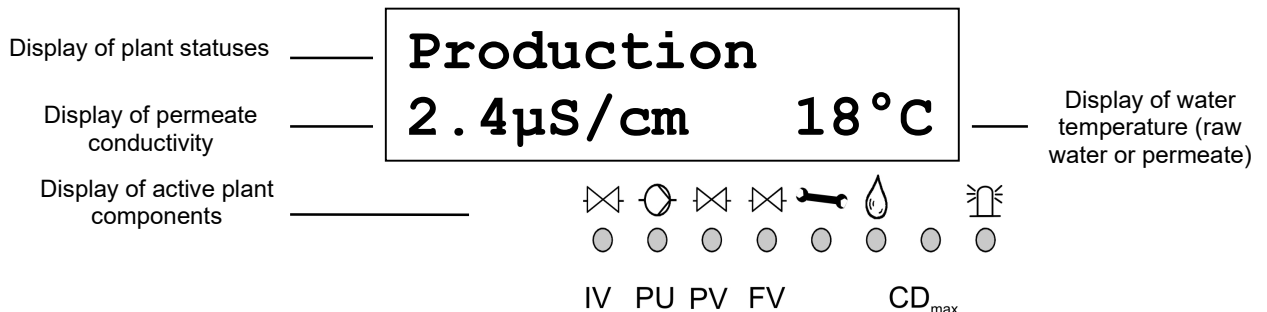 Display of plant statuses
Production
Display of permeate
conductivity
2.4µS/cm 18°C
Display of water
temperature (raw
water or permeate)
Display of active plant
components
IV PU PV FV CDmax